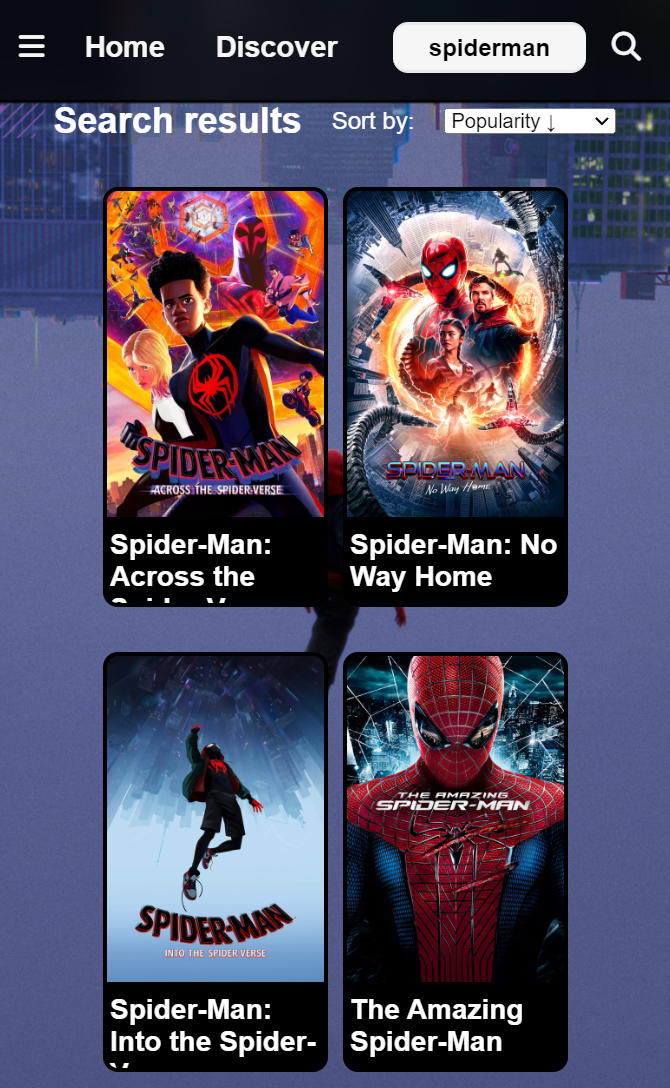 Home Discover spiderman
Search results Sort by: Popularity ↓
SPIDER-MAN
ACROSS THE SPIDER-VERSE
SPIDER-MAN
No Way Home
Spider-Man:
Across the
Spider-Man: No
Way Home
SPIDER-MAN
INTO THE SPIDER-VERSE
THE AMAZING
SPIDER-MAN
Spider-Man:
Into the Spider-
The Amazing
Spider-Man